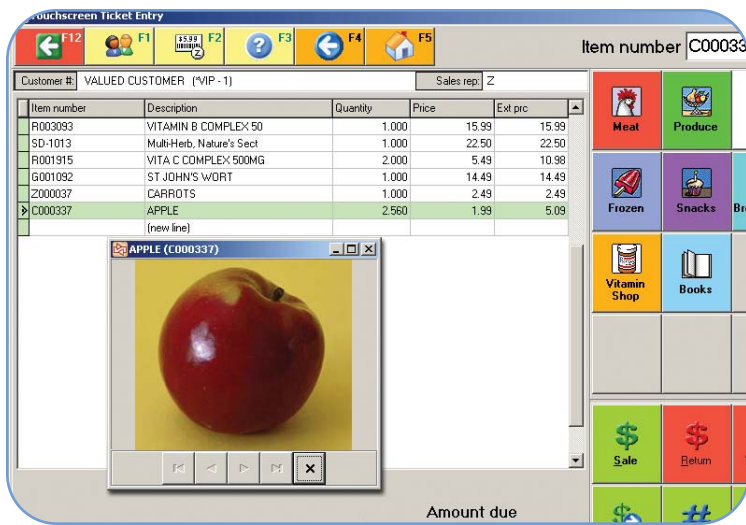 Touchscreen Ticket Entry
F12 F1 $5.99 F2 F3 F4 F5 Item number C00033
Customer #: VALUED CUSTOMER (*VIP - 1) Sales rep: Z
Item number Description Quantity Price Ext prc
R003093 VITAMIN B COMPLEX 50 1.000 15.99 15.99
SD-1013 Multi-Herb, Nature's Sect 1.000 22.50 22.50
R001915 VITA C COMPLEX 500MG 2.000 5.49 10.98
G001092 ST JOHN'S WORT 1.000 14.49 14.49
Z000037 CARROTS 1.000 2.49 2.49
C000337 APPLE 2.560 1.99 5.09
(new line)
APPLE (C000337)
Meat Produce
Frozen Snacks
Vitamin
Shop
Books
Sale Return
Amount due